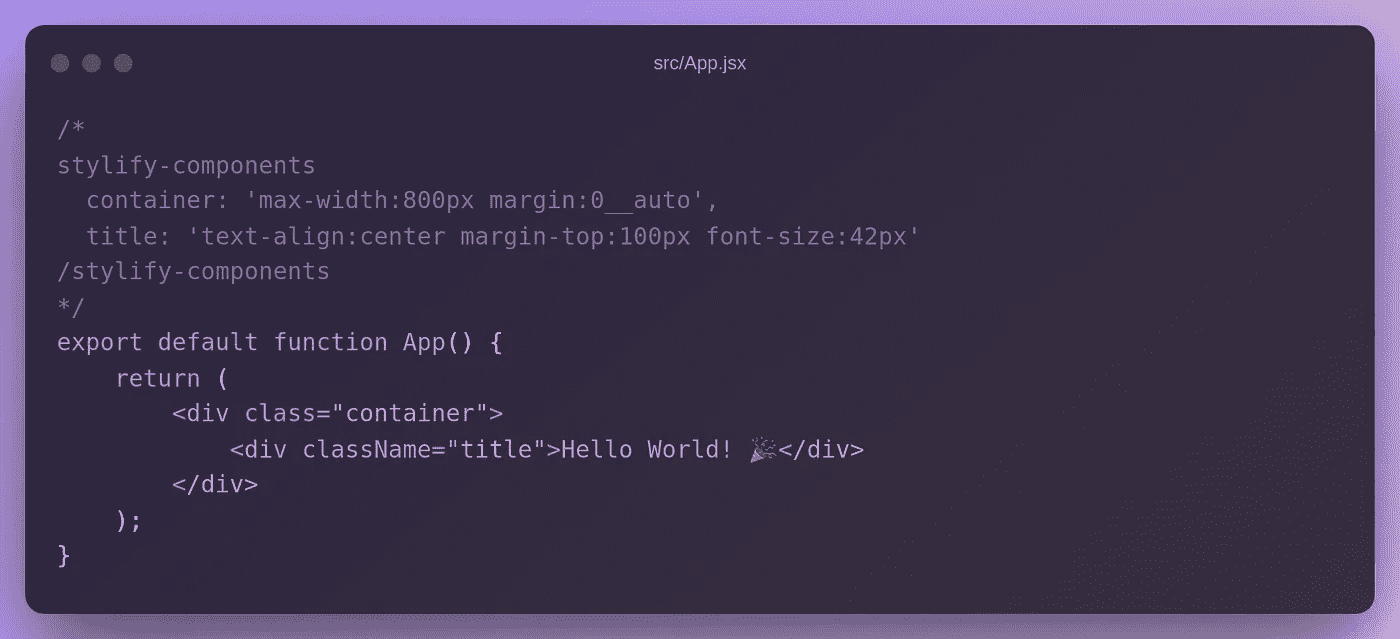 src/App.jsx
/*
stylify-components
  container: 'max-width:800px margin:0__auto',
  title: 'text-align:center margin-top:100px font-size:42px'
/stylify-components
*/
export default function App() {
    return (
        <div class="container">
            <div className="title">Hello World! 🎉</div>
        </div>
    );
}